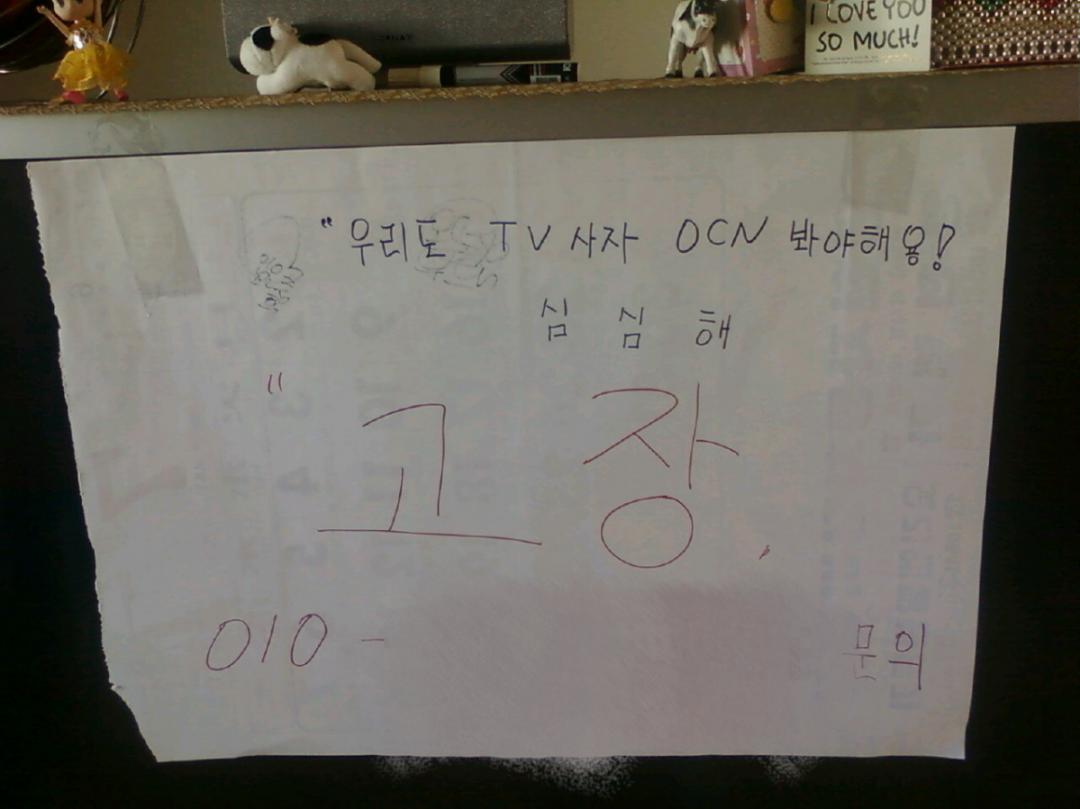 I LOVE YOU
SO MUCH!
"우리도 TV 사자 OCN 봐야해용!
심심해
"고장.
010 - 문의